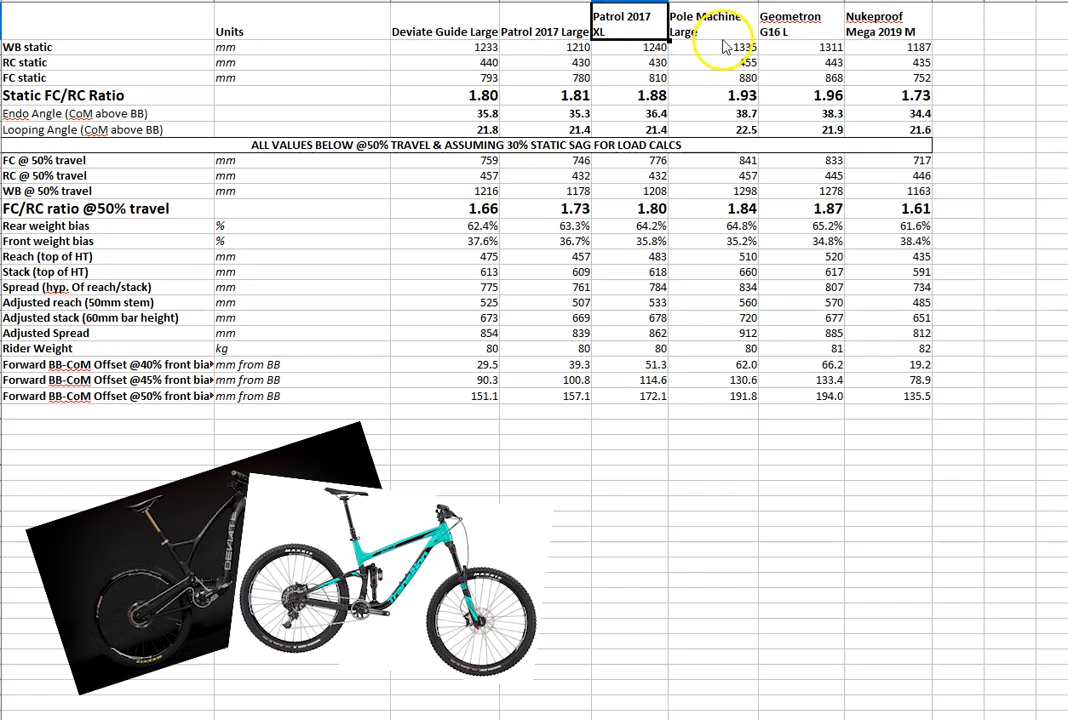 Units Deviate Guide Large Patrol 2017 Large Patrol 2017 XL Pole Machine Large Geometron G16 L Nukeproof Mega 2019 M
WB static mm 1233 1210 1240 1335 1311 1187
RC static mm 440 430 430 455 443 435
FC static mm 793 780 810 880 868 752
Static FC/RC Ratio 1.80 1.81 1.88 1.93 1.96 1.73
Endo Angle (CoM above BB) 35.8 35.3 36.4 38.7 38.3 34.4
Looping Angle (CoM above BB) 21.8 21.4 21.4 22.5 21.9 21.6
ALL VALUES BELOW @50% TRAVEL & ASSUMING 30% STATIC SAG FOR LOAD CALCS
FC @ 50% travel mm 759 746 776 841 833 717
RC @ 50% travel mm 457 432 432 457 445 446
WB @ 50% travel mm 1216 1178 1208 1298 1278 1163
FC/RC ratio @50% travel 1.66 1.73 1.80 1.84 1.87 1.61
Rear weight bias % 62.4% 63.3% 64.2% 64.8% 65.2% 61.6%
Front weight bias % 37.6% 36.7% 35.8% 35.2% 34.8% 38.4%
Reach (top of HT) mm 475 457 483 510 520 435
Stack (top of HT) mm 613 609 618 660 617 591
Spread (hyp. Of reach/stack) mm 775 761 784 834 807 734
Adjusted reach (50mm stem) mm 525 507 533 560 570 485
Adjusted stack (60mm bar height) mm 673 669 678 720 677 651
Adjusted Spread mm 854 839 862 912 885 812
Rider Weight kg 80 80 80 80 81 82
Forward BB-CoM Offset @40% front bia mm from BB 29.5 39.3 51.3 62.0 66.2 19.2
Forward BB-CoM Offset @45% front bia mm from BB 90.3 100.8 114.6 130.6 133.4 78.9
Forward BB-CoM Offset @50% front bia mm from BB 151.1 157.1 172.1 191.8 194.0 135.5
DEVIATE
MAXXIS
MAXXIS
transition